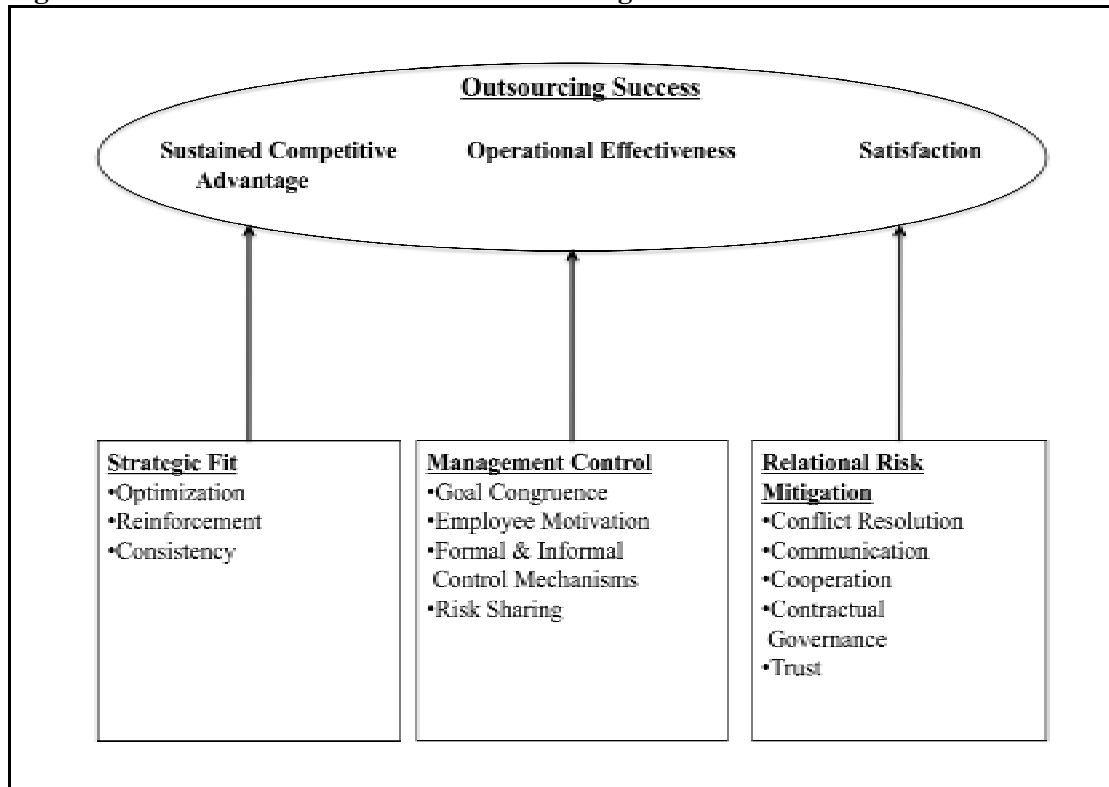 Outsourcing Success
Sustained Competitive
Advantage
Operational Effectiveness
Satisfaction
Strategic Fit
•Optimization
•Reinforcement
•Consistency
Management Control
•Goal Congruence
•Employee Motivation
•Formal & Informal
Control Mechanisms
•Risk Sharing
Relational Risk
Mitigation
•Conflict Resolution
•Communication
•Cooperation
•Contractual
Governance
•Trust